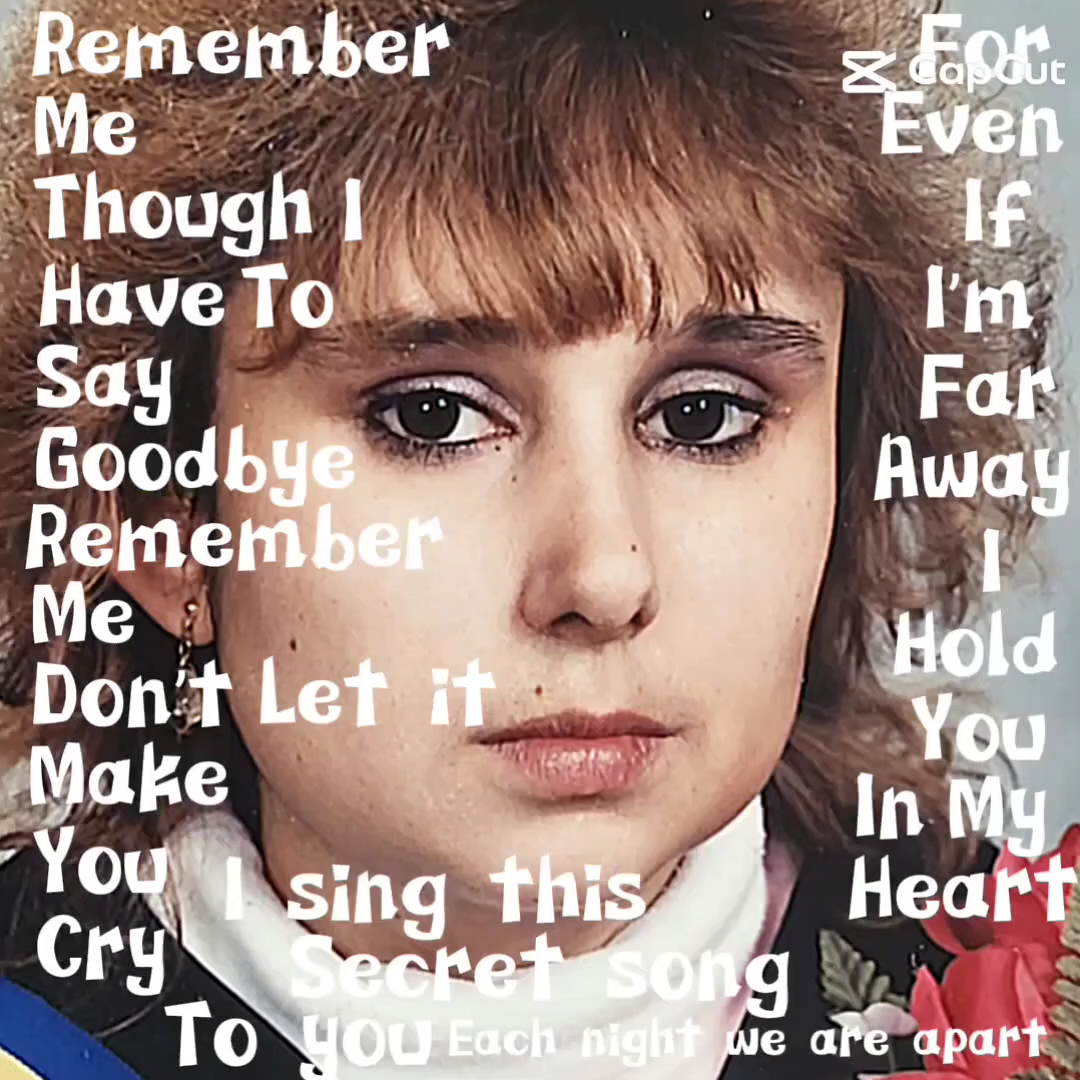 Remember
Me
Though I
Have To
Say
Goodbye
Remember
Me
Don't Let it
Make
You
Cry
For
CapCut
Even
If
I'm
Far
Away
I
Hold
You
In My
Heart
I sing this
Secret song
To you Each night we are apart